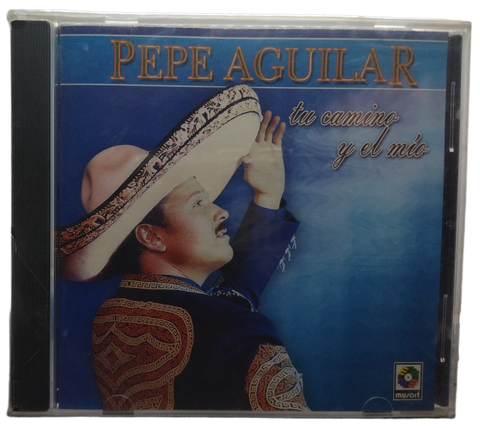 PEPE AGUILAR
tu camino
y el mío
musart